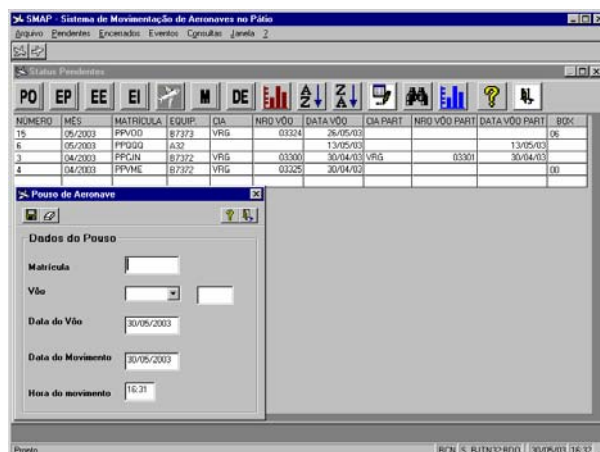 SMAP - Sistema de Movimentação de Aeronaves no Pátio
Arquivo Pendentes Encerrados Eventos Consultas Janela ?
Status Pendentes
PO EP EE EI M DE A Z Z A ?
NÚMERO MÊS MATRÍCULA EQUIP. CIA NRO VÔO DATA VÔO CIA PART NRO VÔO PART DATA VÔO PART BOX
15 05/2003 PPVOO B7373 VRG 03324 26/05/03 06
6 05/2003 PPQQQ A32 13/05/03 13/05/03
3 04/2003 PPCJN B7372 VRG 03300 30/04/03 VRG 03301 30/04/03
4 04/2003 PPVME B7372 VRG 03325 30/04/03 00
Pouso de Aeronave
?
Dados do Pouso
Matrícula
Vôo
Data do Vôo 30/05/2003
Data do Movimento 30/05/2003
Hora do movimento 16:31
Pronto 30/05/03 16:32